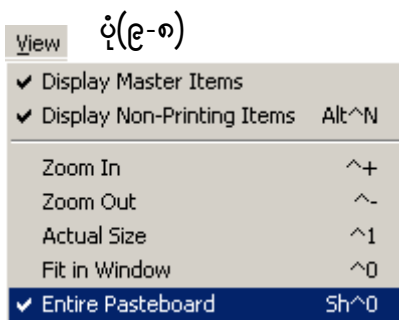 View ပုံ(၉-၈)
Display Master Items
Display Non-Printing Items Alt^N
Zoom In ^+
Zoom Out ^-
Actual Size ^1
Fit in Window ^0
Entire Pasteboard Sh^0